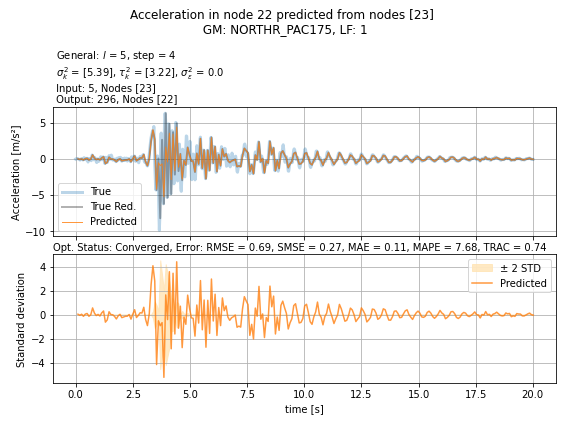 Acceleration in node 22 predicted from nodes [23]
GM: NORTHR_PAC175, LF: 1
General: l = 5, step = 4
σ²ₖ = [5.39], τ²ₖ = [3.22], σ²ₑ = 0.0
Input: 5, Nodes [23]
Output: 296, Nodes [22]
Acceleration [m/s²]
5
0
−5
−10
True
True Red.
Predicted
Opt. Status: Converged, Error: RMSE = 0.69, SMSE = 0.27, MAE = 0.11, MAPE = 7.68, TRAC = 0.74
Standard deviation
4
2
0
−2
−4
± 2 STD
Predicted
0.0 2.5 5.0 7.5 10.0 12.5 15.0 17.5 20.0
time [s]